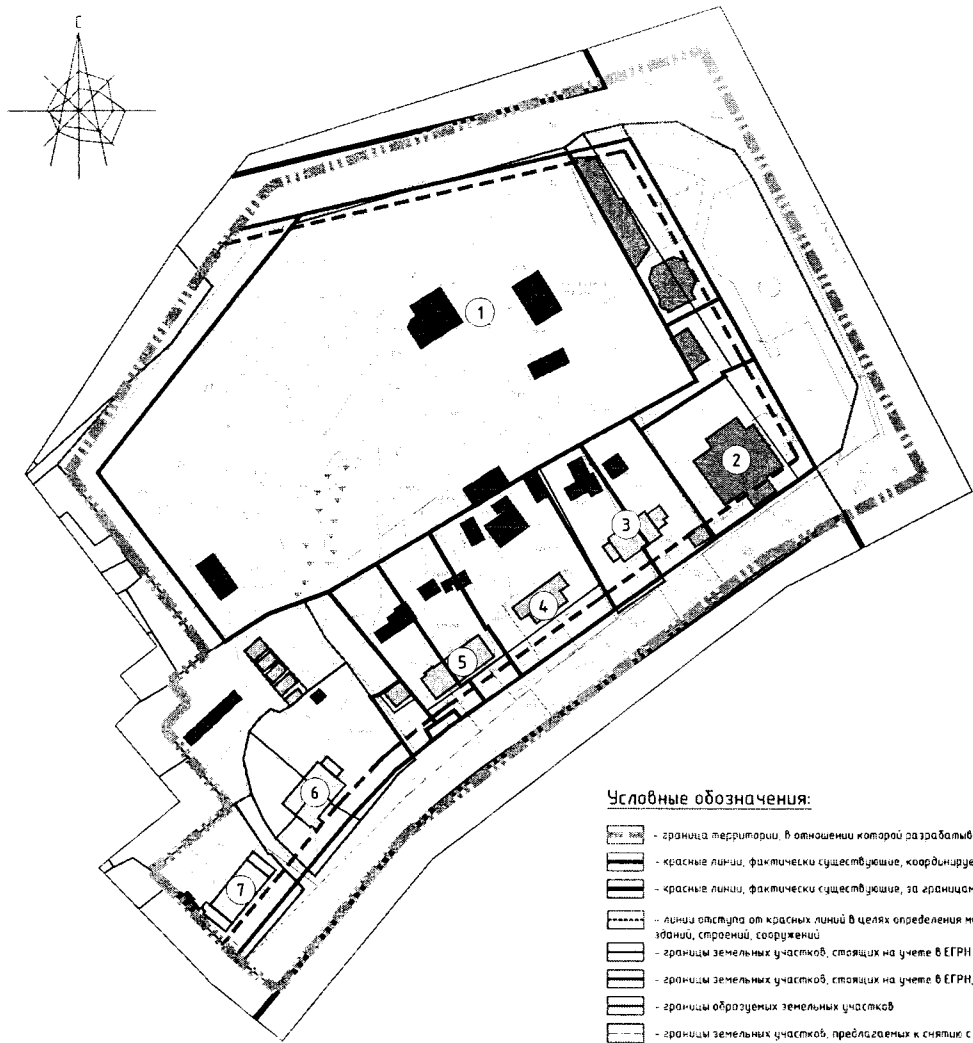 С
1
2
3
4
5
6
7
Условные обозначения:
- граница территории, в отношении которой разрабатыв
- красные линии, фактически существующие, координируе
- красные линии, фактически существующие, за границам
- линии отступа от красных линий в целях определения м
зданий, строений, сооружений
- границы земельных участков, стоящих на учете в ЕГРН
- границы земельных участков, стоящих на учете в ЕГРН,
- границы образуемых земельных участков
- границы земельных участков, предлагаемых к снятию с